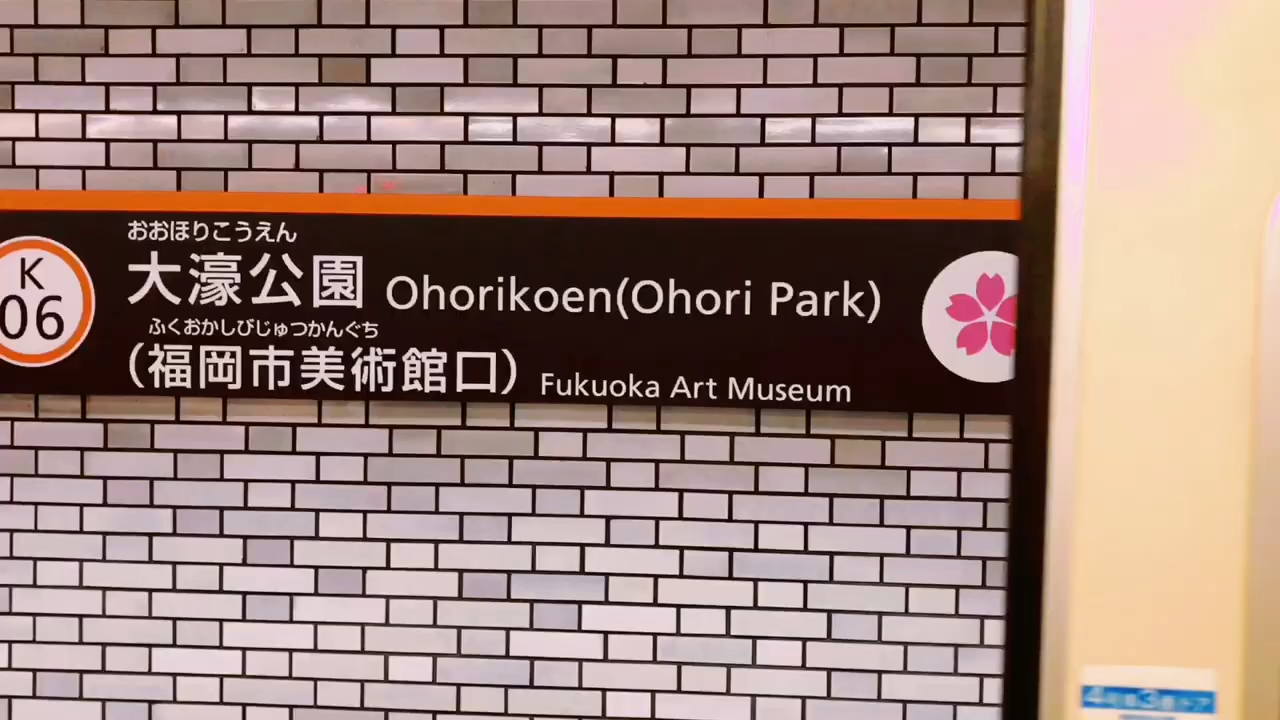 K
06
おおほりこうえん
大濠公園 Ohorikoen(Ohori Park)
ふくおかしびじゅつかんぐち
(福岡市美術館口) Fukuoka Art Museum